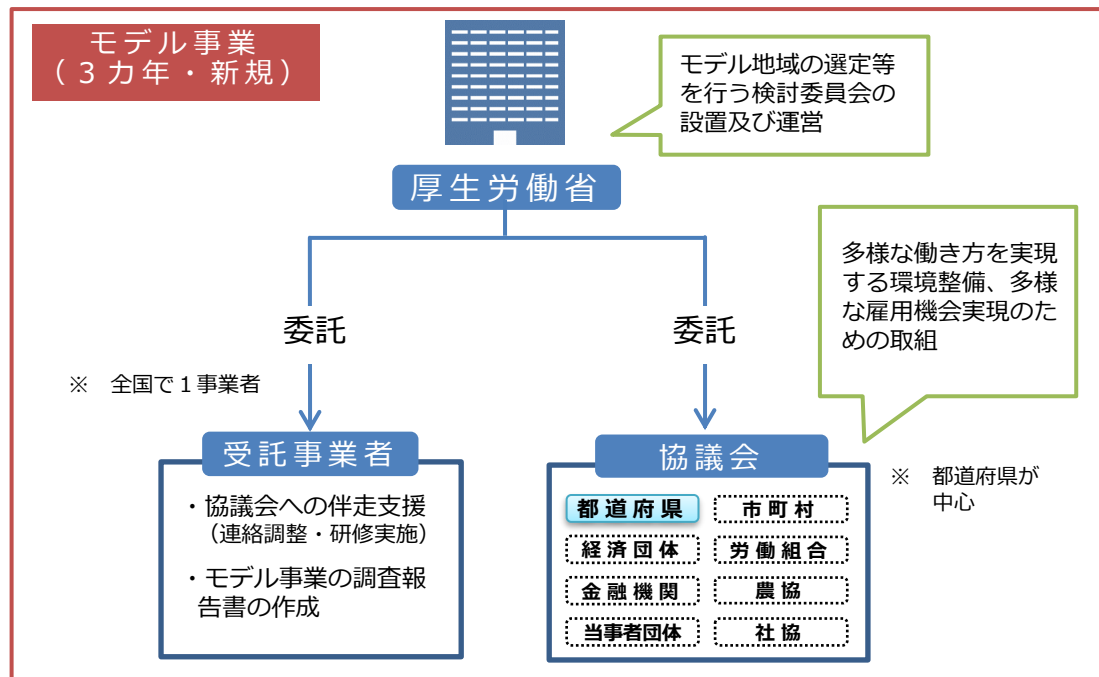 モデル事業
（３カ年・新規）
モデル地域の選定等
を行う検討委員会の
設置及び運営
厚生労働省
多様な働き方を実現
する環境整備、多様
な雇用機会実現のた
めの取組
委託
委託
※　全国で１事業者
受託事業者
・協議会への伴走支援
（連絡調整・研修実施）
・モデル事業の調査報
告書の作成
協議会
※　都道府県が
中心
都道府県
市町村
経済団体
労働組合
金融機関
農協
当事者団体
社協